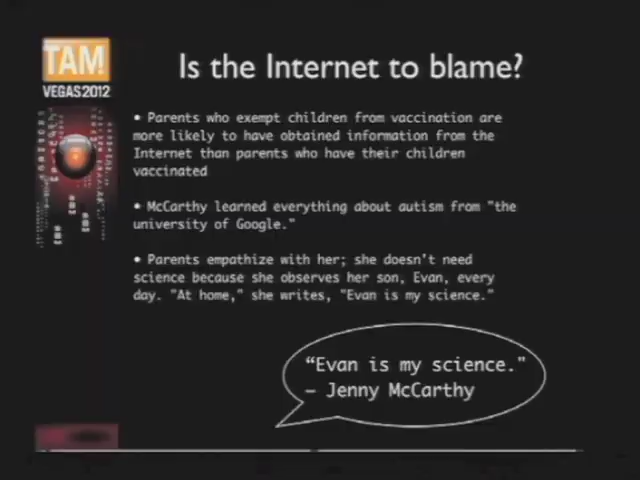 TAM!
VEGAS2012
Is the Internet to blame?
• Parents who exempt children from vaccination are
more likely to have obtained information from the
Internet than parents who have their children
vaccinated
• McCarthy learned everything about autism from "the
university of Google."
• Parents empathize with her; she doesn't need
science because she observes her son, Evan, every
day. "At home," she writes, "Evan is my science."
“Evan is my science.”
– Jenny McCarthy